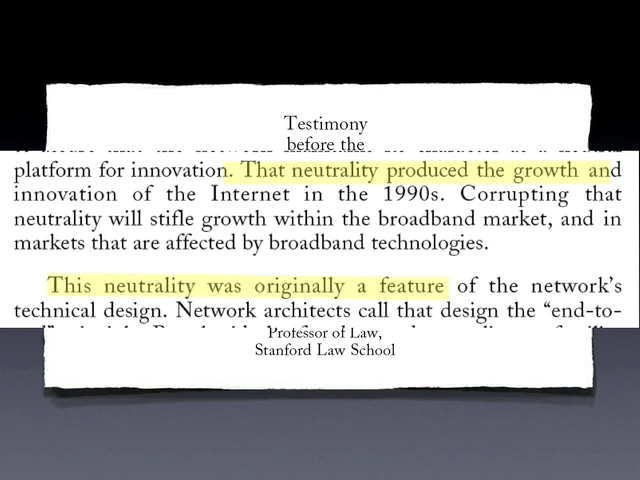 Testimony
before the
platform for innovation. That neutrality produced the growth and
innovation of the Internet in the 1990s. Corrupting that
neutrality will stifle growth within the broadband market, and in
markets that are affected by broadband technologies.
This neutrality was originally a feature of the network's
technical design. Network architects call that design the “end-to-
Professor of Law,
Stanford Law School